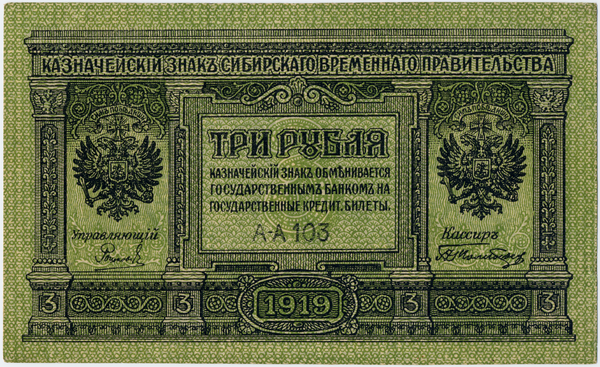 КАЗНАЧЕЙСКІЙ ЗНАКЪ СИБИРСКАГО ВРЕМЕННАГО ПРАВИТЕЛЬСТВА
ТРИ РУБЛЯ
КАЗНАЧЕЙСКІЙ ЗНАКЪ ОБМѢНИВАЕТСЯ
ГОСУДАРСТВЕННЫМЪ БАНКОМЪ НА
ГОСУДАРСТВЕННЫЕ КРЕДИТ. БИЛЕТЫ.
А-А 103
Управляющій
Кассиръ
3 3 1919 3 3